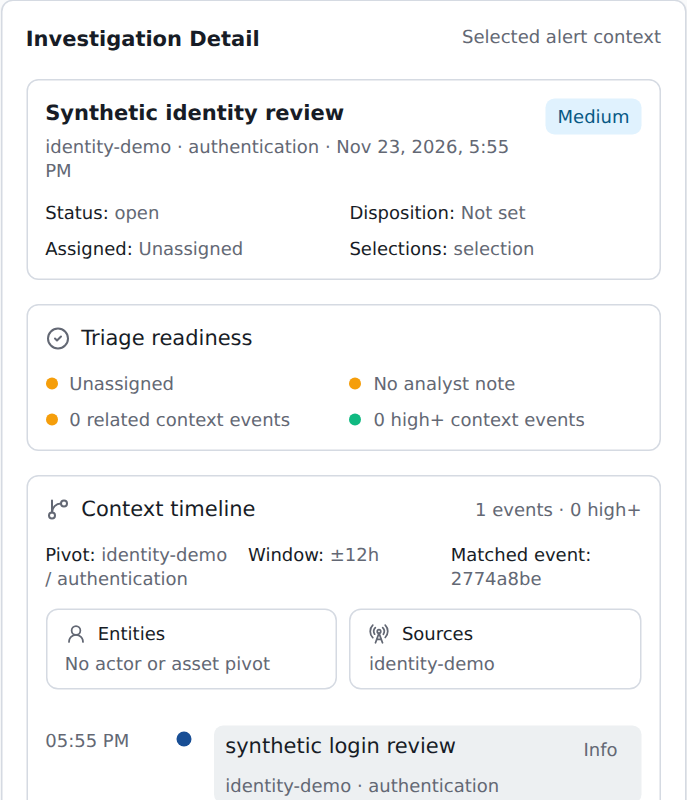 Investigation Detail
Selected alert context
Synthetic identity review
Medium
identity-demo · authentication · Nov 23, 2026, 5:55
PM
Status: open
Disposition: Not set
Assigned: Unassigned
Selections: selection
Triage readiness
Unassigned
No analyst note
0 related context events
0 high+ context events
Context timeline
1 events · 0 high+
Pivot: identity-demo
/ authentication
Window: ±12h
Matched event:
2774a8be
Entities
No actor or asset pivot
Sources
identity-demo
05:55 PM
synthetic login review
Info
identity-demo · authentication